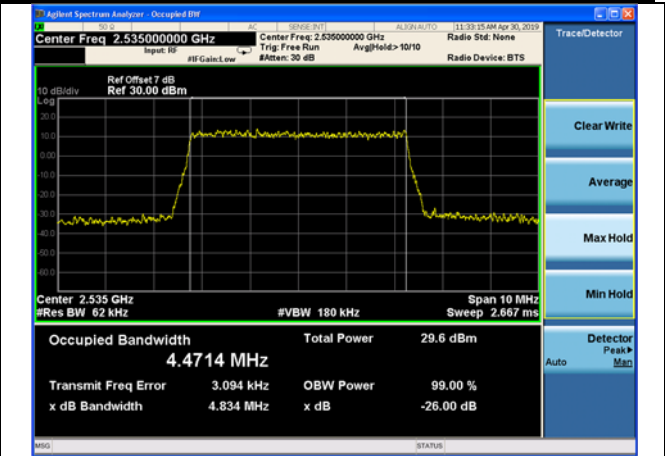 Agilent Spectrum Analyzer - Occupied BW
50 Ω AC SENSE:INT ALIGN AUTO 11:33:15 AM Apr 30, 2019
Center Freq 2.535000000 GHz
Center Freq: 2.535000000 GHz
Radio Std: None
Input: RF
Trig: Free Run Avg|Hold:>10/10
#IFGain:Low
#Atten: 30 dB
Radio Device: BTS
Trace/Detector
Ref Offset 7 dB
10 dB/div
Ref 30.00 dBm
Log
20.0
10.0
0.00
-10.0
-20.0
-30.0
-40.0
-50.0
-60.0
Center 2.535 GHz
Span 10 MHz
#Res BW 62 kHz
#VBW 180 kHz
Sweep 2.667 ms
Occupied Bandwidth
Total Power 29.6 dBm
4.4714 MHz
Transmit Freq Error 3.094 kHz
OBW Power 99.00 %
x dB Bandwidth 4.834 MHz
x dB -26.00 dB
Clear Write
Average
Max Hold
Min Hold
Detector
Peak▶
Auto Man
MSG
STATUS